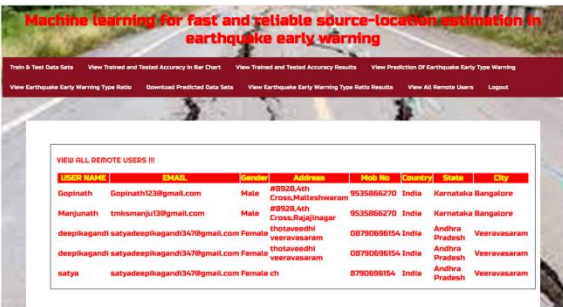 Machine learning for fast and reliable source-location estimation in
earthquake early warning
Train & Test Data Sets View Trained and Tested Accuracy in Bar Chart View Trained and Tested Accuracy Results View Prediction Of Earthquake Early Type Warning
View Earthquake Early Warning Type Ratio Download Predicted Data Sets View Earthquake Early Warning Type Ratio Results View All Remote Users Logout
VIEW ALL REMOTE USERS !!!
USER NAME EMAIL Gender Address Mob No Country State City
Gopinath Gopinath123@gmail.com Male #8928,4th Cross,Malleshwaram 9535866270 India Karnataka Bangalore
Manjunath tmksmanju13@gmail.com Male #8928,4th Cross,Rajajinagar 9535866270 India Karnataka Bangalore
deepikagandi satyadeepikagandi347@gmail.com Female thotaveedhi veeravasaram 08790696154 India Andhra Pradesh Veeravasaram
deepikagandi satyadeepikagandi347@gmail.com Female thotaveedhi veeravasaram 08790696154 India Andhra Pradesh Veeravasaram
satya satyadeepikagandi347@gmail.com Female ch 8790696154 India Andhra Pradesh Veeravasaram